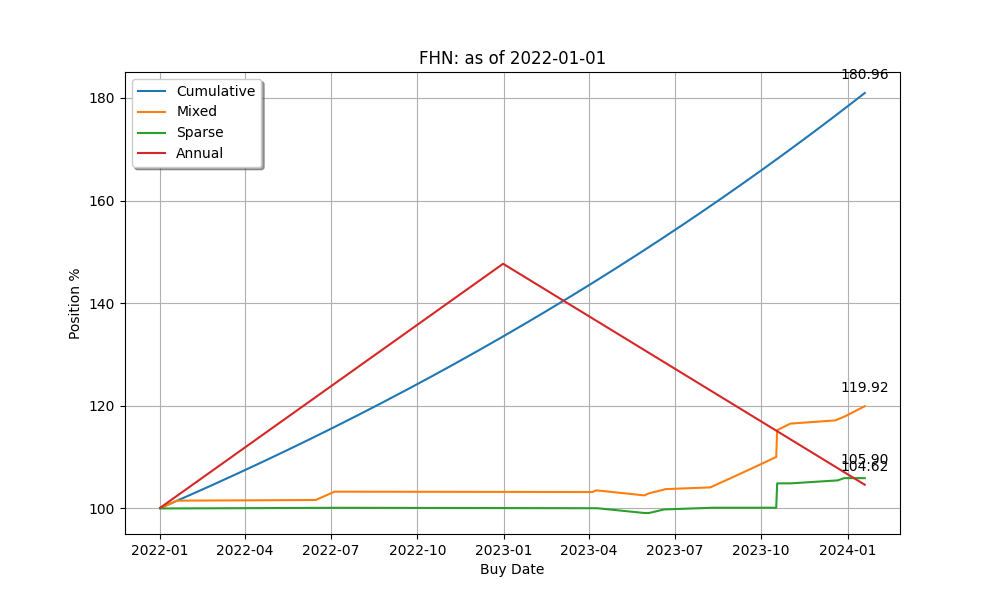 FHN: as of 2022-01-01
Cumulative
Mixed
Sparse
Annual
180.96
119.92
105.90
104.62
180
160
140
120
100
Position %
2022-01 2022-04 2022-07 2022-10 2023-01 2023-04 2023-07 2023-10 2024-01
Buy Date